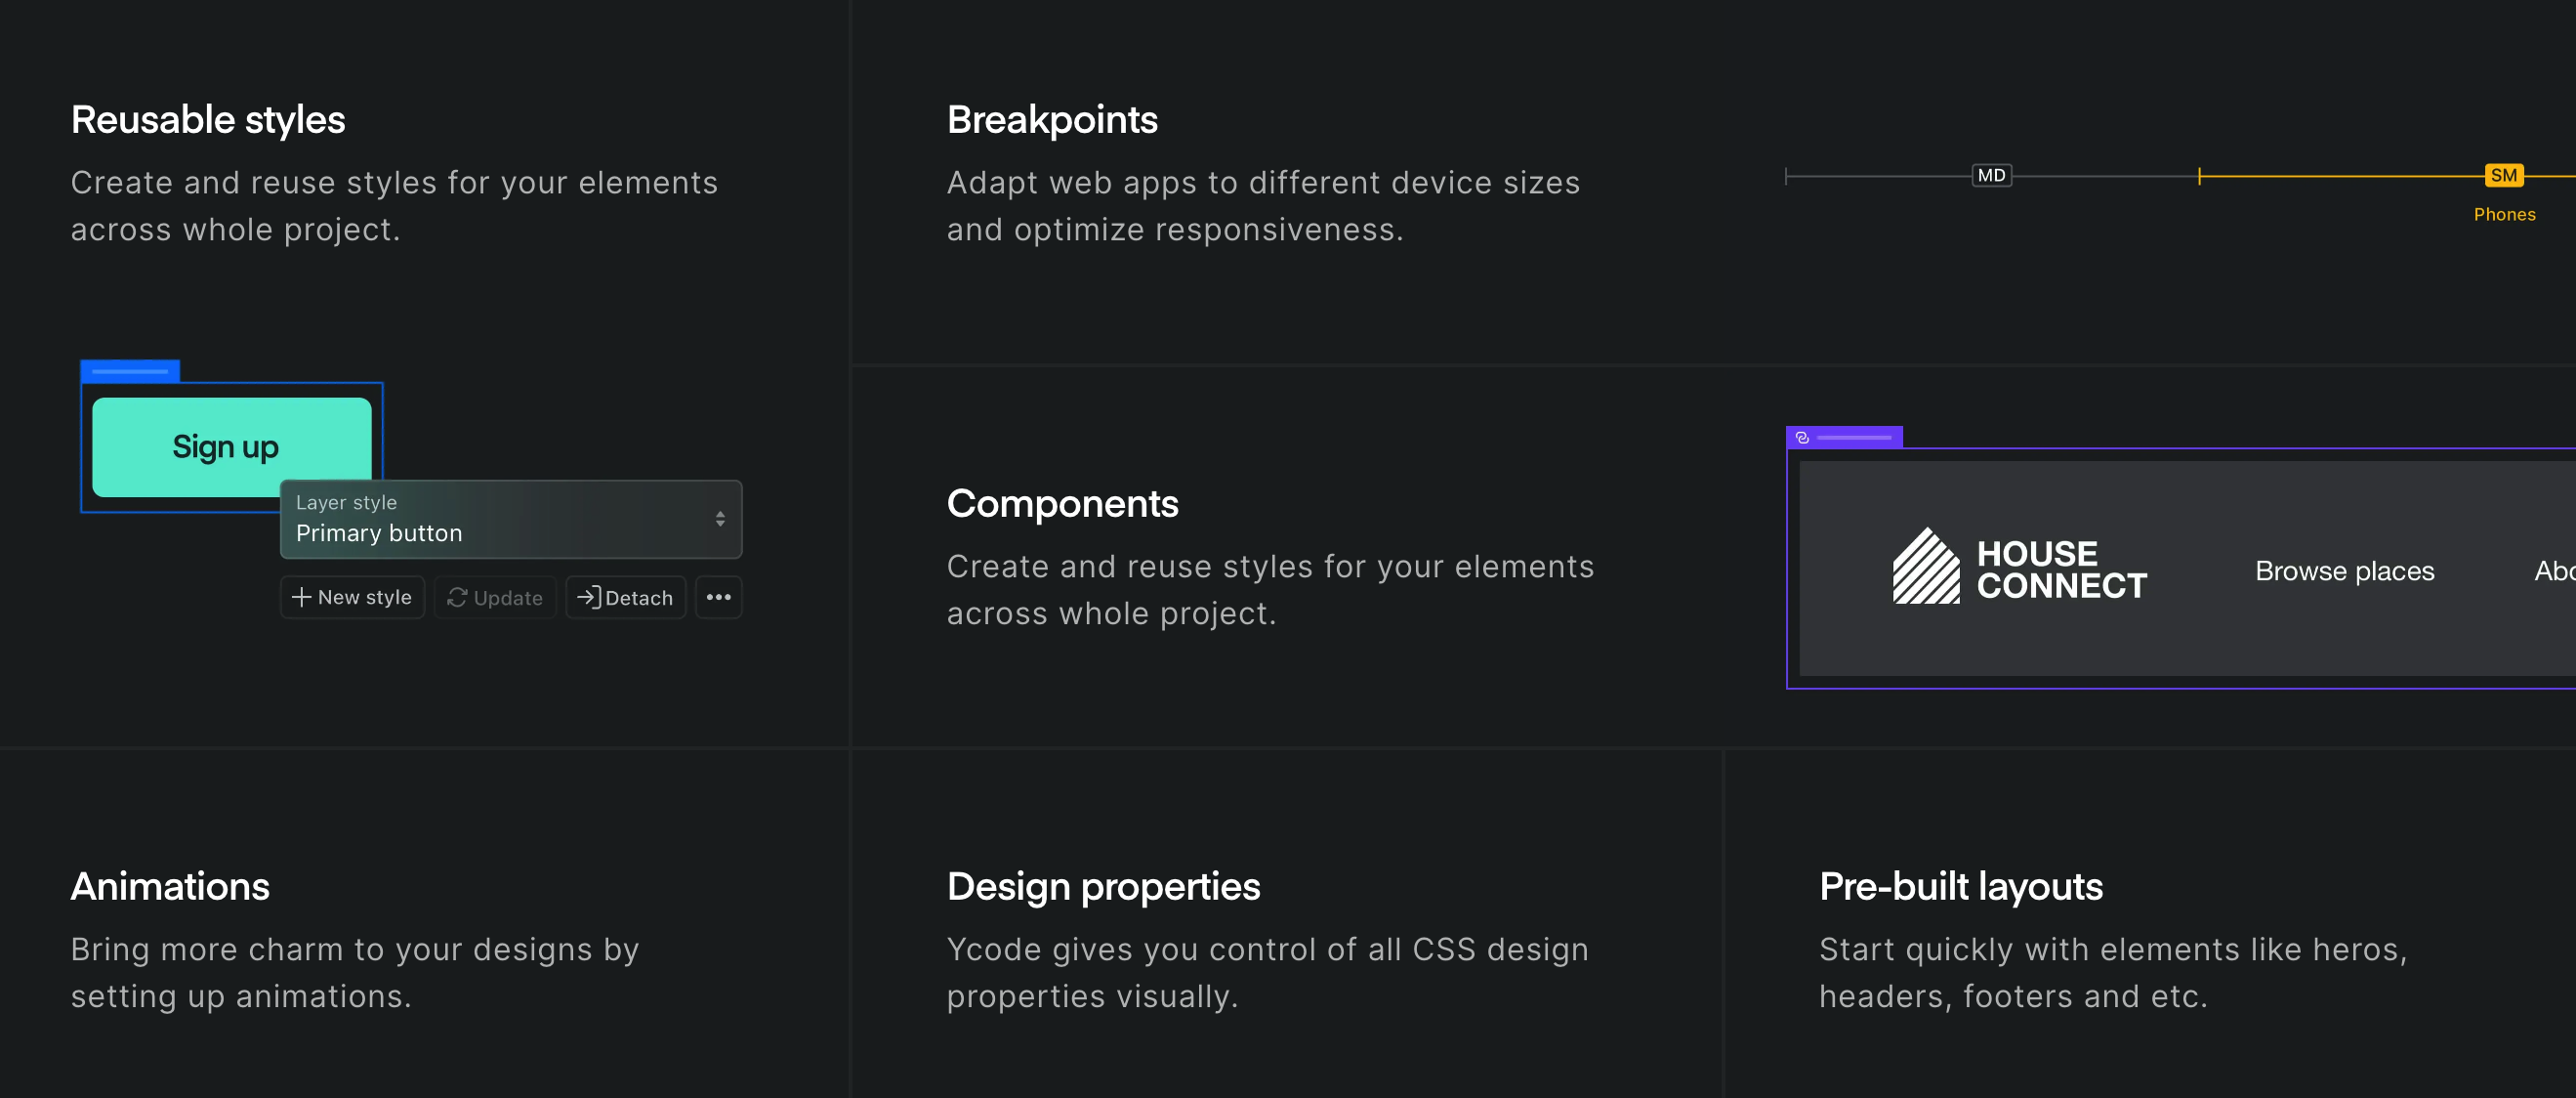 Reusable styles
Create and reuse styles for your elements
across whole project.
Sign up
Layer style
Primary button
New style
Update
Detach
Breakpoints
Adapt web apps to different device sizes
and optimize responsiveness.
MD
SM
Phones
Components
Create and reuse styles for your elements
across whole project.
HOUSE
CONNECT
Browse places
Animations
Bring more charm to your designs by
setting up animations.
Design properties
Ycode gives you control of all CSS design
properties visually.
Pre-built layouts
Start quickly with elements like heros,
headers, footers and etc.